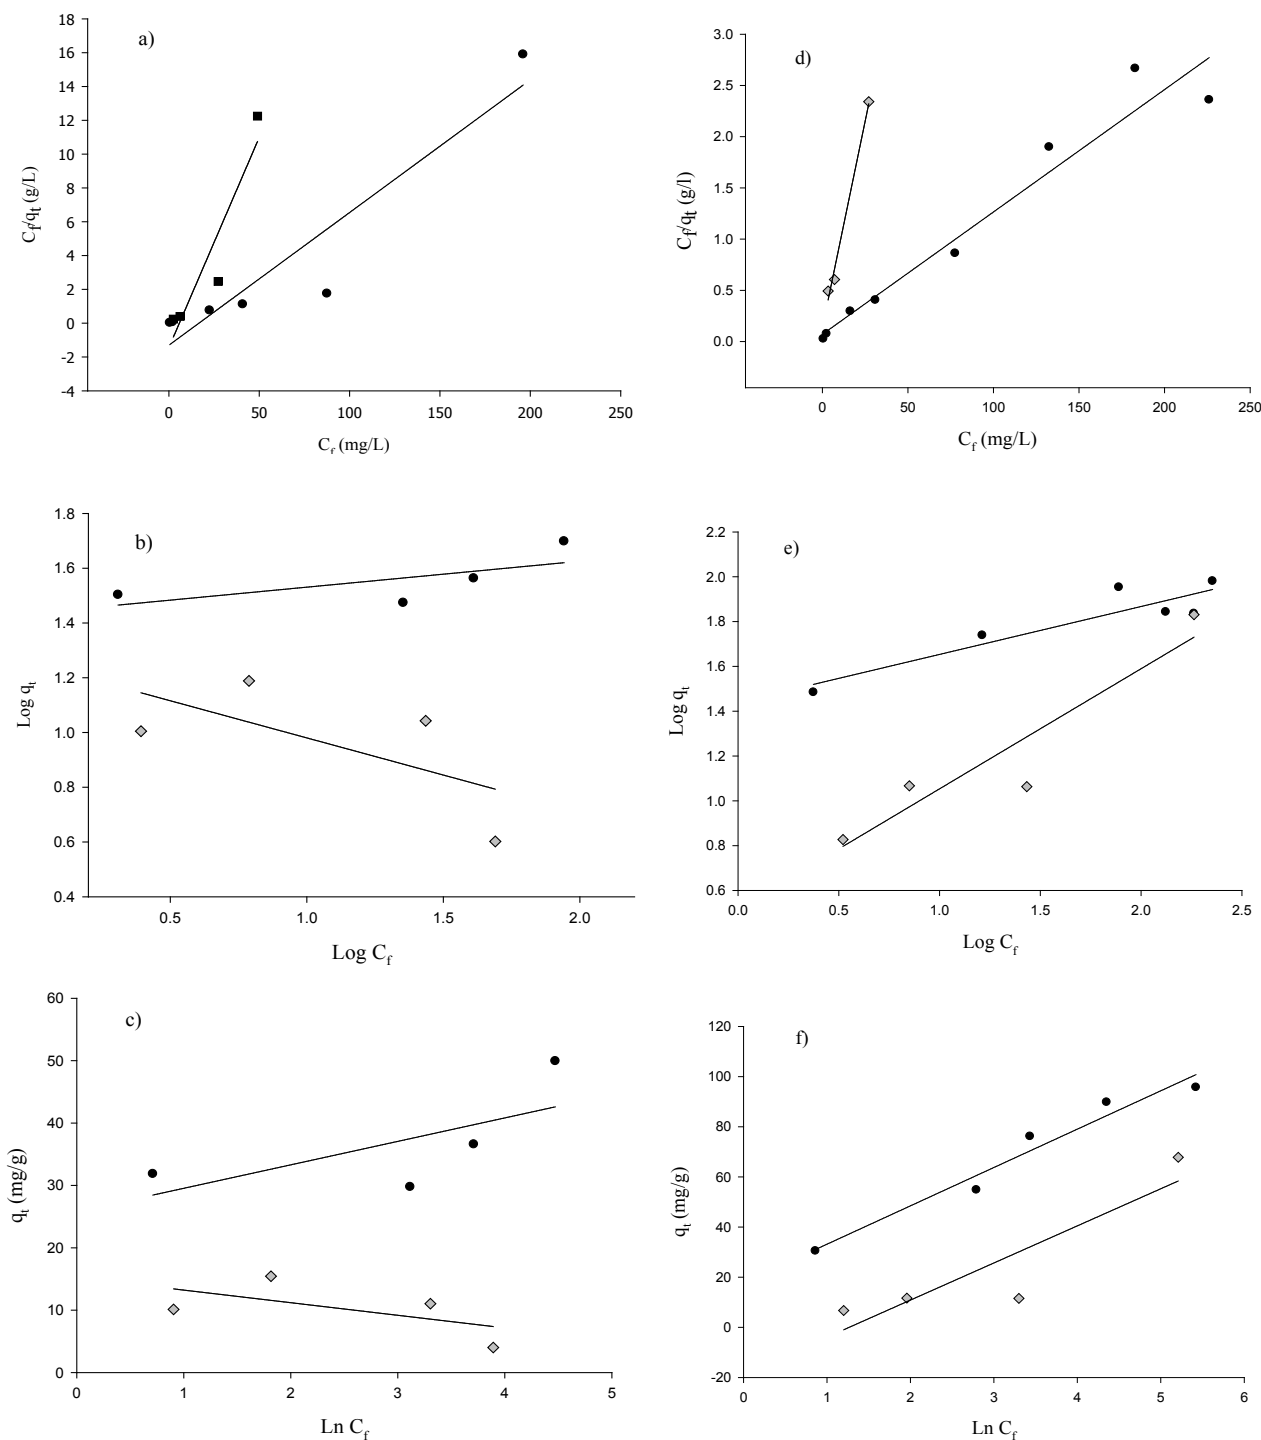 a)
18
16
14
12
10
8
6
4
2
0
-2
-4
C_f/q_t (g/L)
0 50 100 150 200 250
C_f (mg/L)
d)
3.0
2.5
2.0
1.5
1.0
0.5
0.0
C_f/q_t (g/l)
0 50 100 150 200 250
C_f (mg/L)
b)
1.8
1.6
1.4
1.2
1.0
0.8
0.6
0.4
Log q_t
0.5 1.0 1.5 2.0
Log C_f
e)
2.2
2.0
1.8
1.6
1.4
1.2
1.0
0.8
0.6
Log q_t
0.0 0.5 1.0 1.5 2.0 2.5
Log C_f
c)
60
50
40
30
20
10
0
q_t (mg/g)
0 1 2 3 4 5
Ln C_f
f)
120
100
80
60
40
20
0
-20
q_t (mg/g)
0 1 2 3 4 5 6
Ln C_f